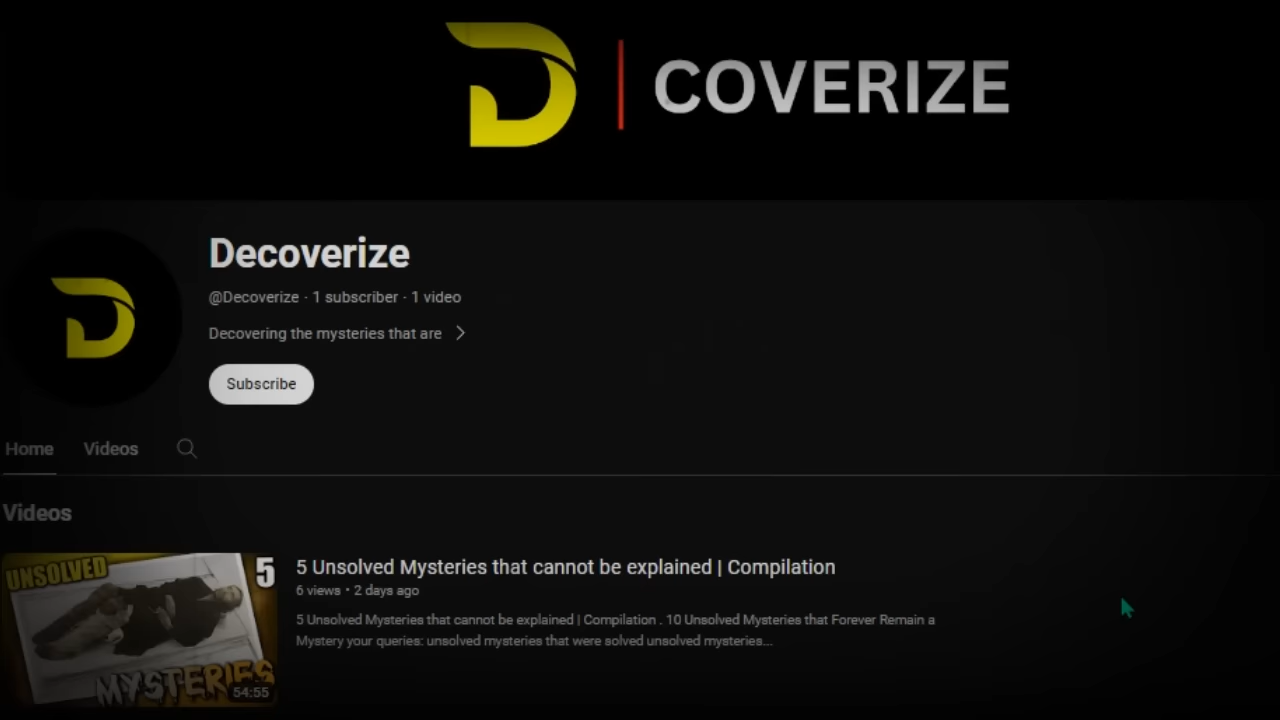 D | COVERIZE
Decoverize
@Decoverize · 1 subscriber · 1 video
Decovering the mysteries that are
Subscribe
Home Videos
Videos
UNSOLVED 5
MYSTERIES
54:55
5 Unsolved Mysteries that cannot be explained | Compilation
6 views • 2 days ago
5 Unsolved Mysteries that cannot be explained | Compilation . 10 Unsolved Mysteries that Forever Remain a
Mystery your queries: unsolved mysteries that were solved unsolved mysteries...